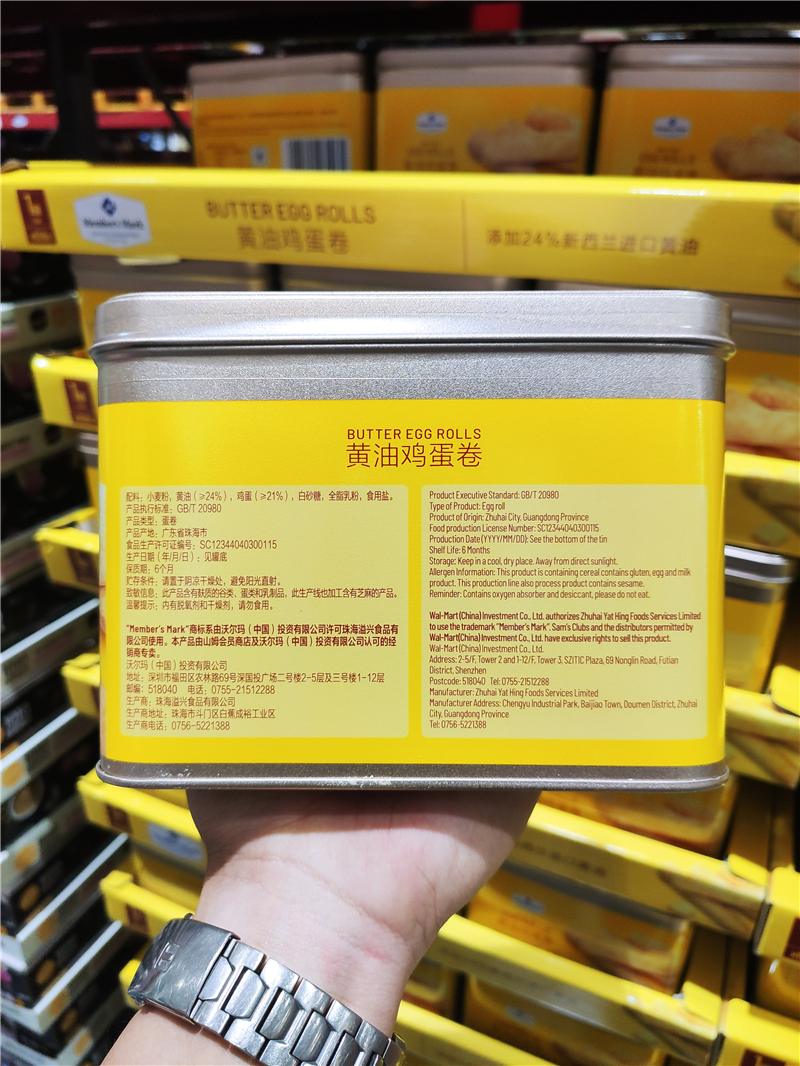 Member's Mark
BUTTER EGG ROLLS
黄油鸡蛋卷
添加24%新西兰进口黄油
BUTTER EGG ROLLS
黄油鸡蛋卷
配料：小麦粉，黄油（≥24%），鸡蛋（≥21%），白砂糖，全脂乳粉，食用盐。
产品执行标准：GB/T 20980
产品类型：蛋卷
产品产地：广东省珠海市
食品生产许可证编号：SC12344040300115
生产日期（年/月/日）：见罐底
保质期：6个月
贮存条件：请置于阴凉干燥处，避免阳光直射。
致敏信息：此产品含有麸质的谷类、蛋类和乳制品，此生产线也加工含有芝麻的产品。
温馨提示：内有脱氧剂和干燥剂，请勿食用。
"Member's Mark"商标系由沃尔玛（中国）投资有限公司许可珠海溢兴食品有
限公司使用。本产品由山姆会员商店及沃尔玛（中国）投资有限公司认可的经
销商专卖。
沃尔玛（中国）投资有限公司
地址：深圳市福田区农林路69号深国投广场二号楼2-5层及三号楼1-12层
邮编：518040 电话：0755-21512288
生产商：珠海溢兴食品有限公司
生产商地址：珠海市斗门区白蕉成裕工业区
生产商电话：0756-5221388
Product Executive Standard: GB/T 20980
Type of Product: Egg roll
Product of Origin: Zhuhai City, Guangdong Province
Food production License Number: SC12344040300115
Production Date (YYYY/MM/DD): See the bottom of the tin
Shelf Life: 6 Months
Storage: Keep in a cool, dry place. Away from direct sunlight.
Allergen Information: This product is containing cereal contains gluten, egg and milk
product. This production line also process product contains sesame.
Reminder: Contains oxygen absorber and desiccant, please do not eat.
Wal-Mart (China) Investment Co., Ltd. authorizes Zhuhai Yat Hing Foods Services Limited
to use the trademark "Member's Mark". Sam's Clubs and the distributors permitted by
Wal-Mart(China) Investment Co., Ltd. have exclusive rights to sell this product.
Wal-Mart (China) Investment Co., Ltd.
Address: 2-5/F, Tower 2 and 1-12/F, Tower 3, SZITIC Plaza, 69 Nonglin Road, Futian
District, Shenzhen
Postcode: 518040 Tel: 0755-21512288
Manufacturer: Zhuhai Yat Hing Foods Services Limited
Manufacturer Address: Chengyu Industrial Park, Baijiao Town, Doumen District, Zhuhai
City, Guangdong Province
Tel: 0756-5221388